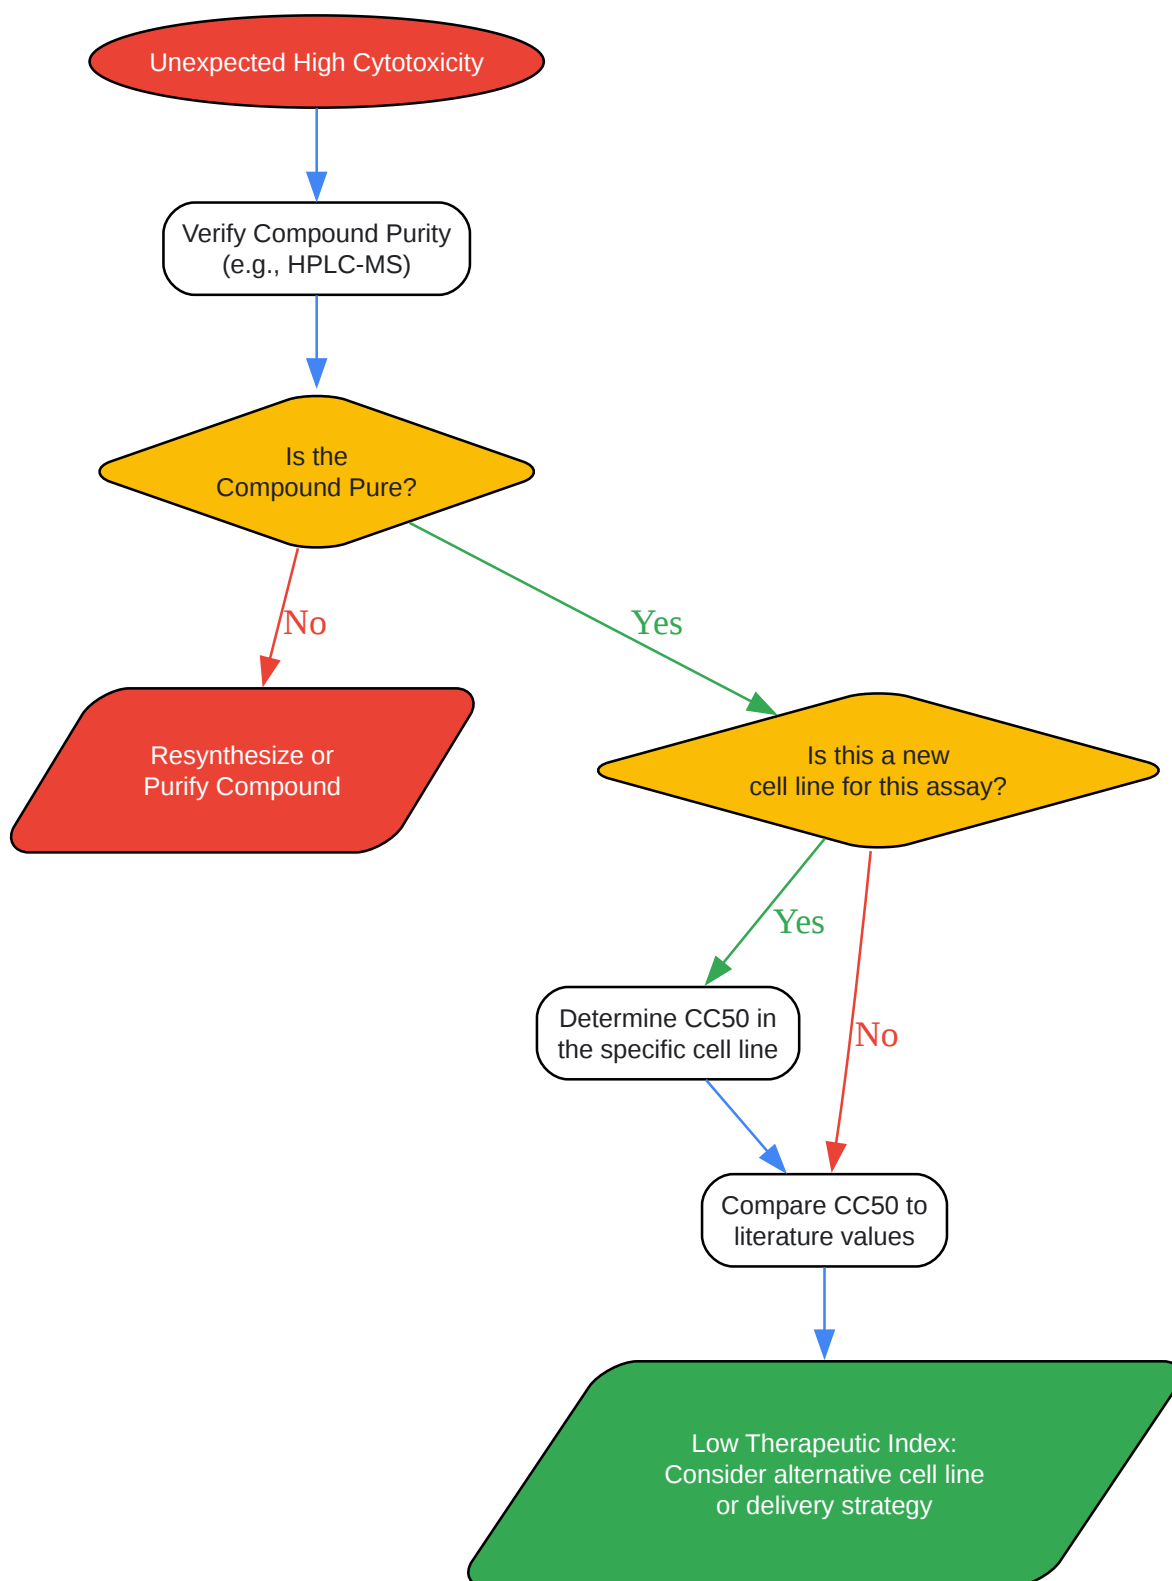 Unexpected High Cytotoxicity
Verify Compound Purity
(e.g., HPLC-MS)
Is the
Compound Pure?
No
Yes
Resynthesize or
Purify Compound
Is this a new
cell line for this assay?
Yes
Determine CC50 in
the specific cell line
No
Compare CC50 to
literature values
Low Therapeutic Index:
Consider alternative cell line
or delivery strategy